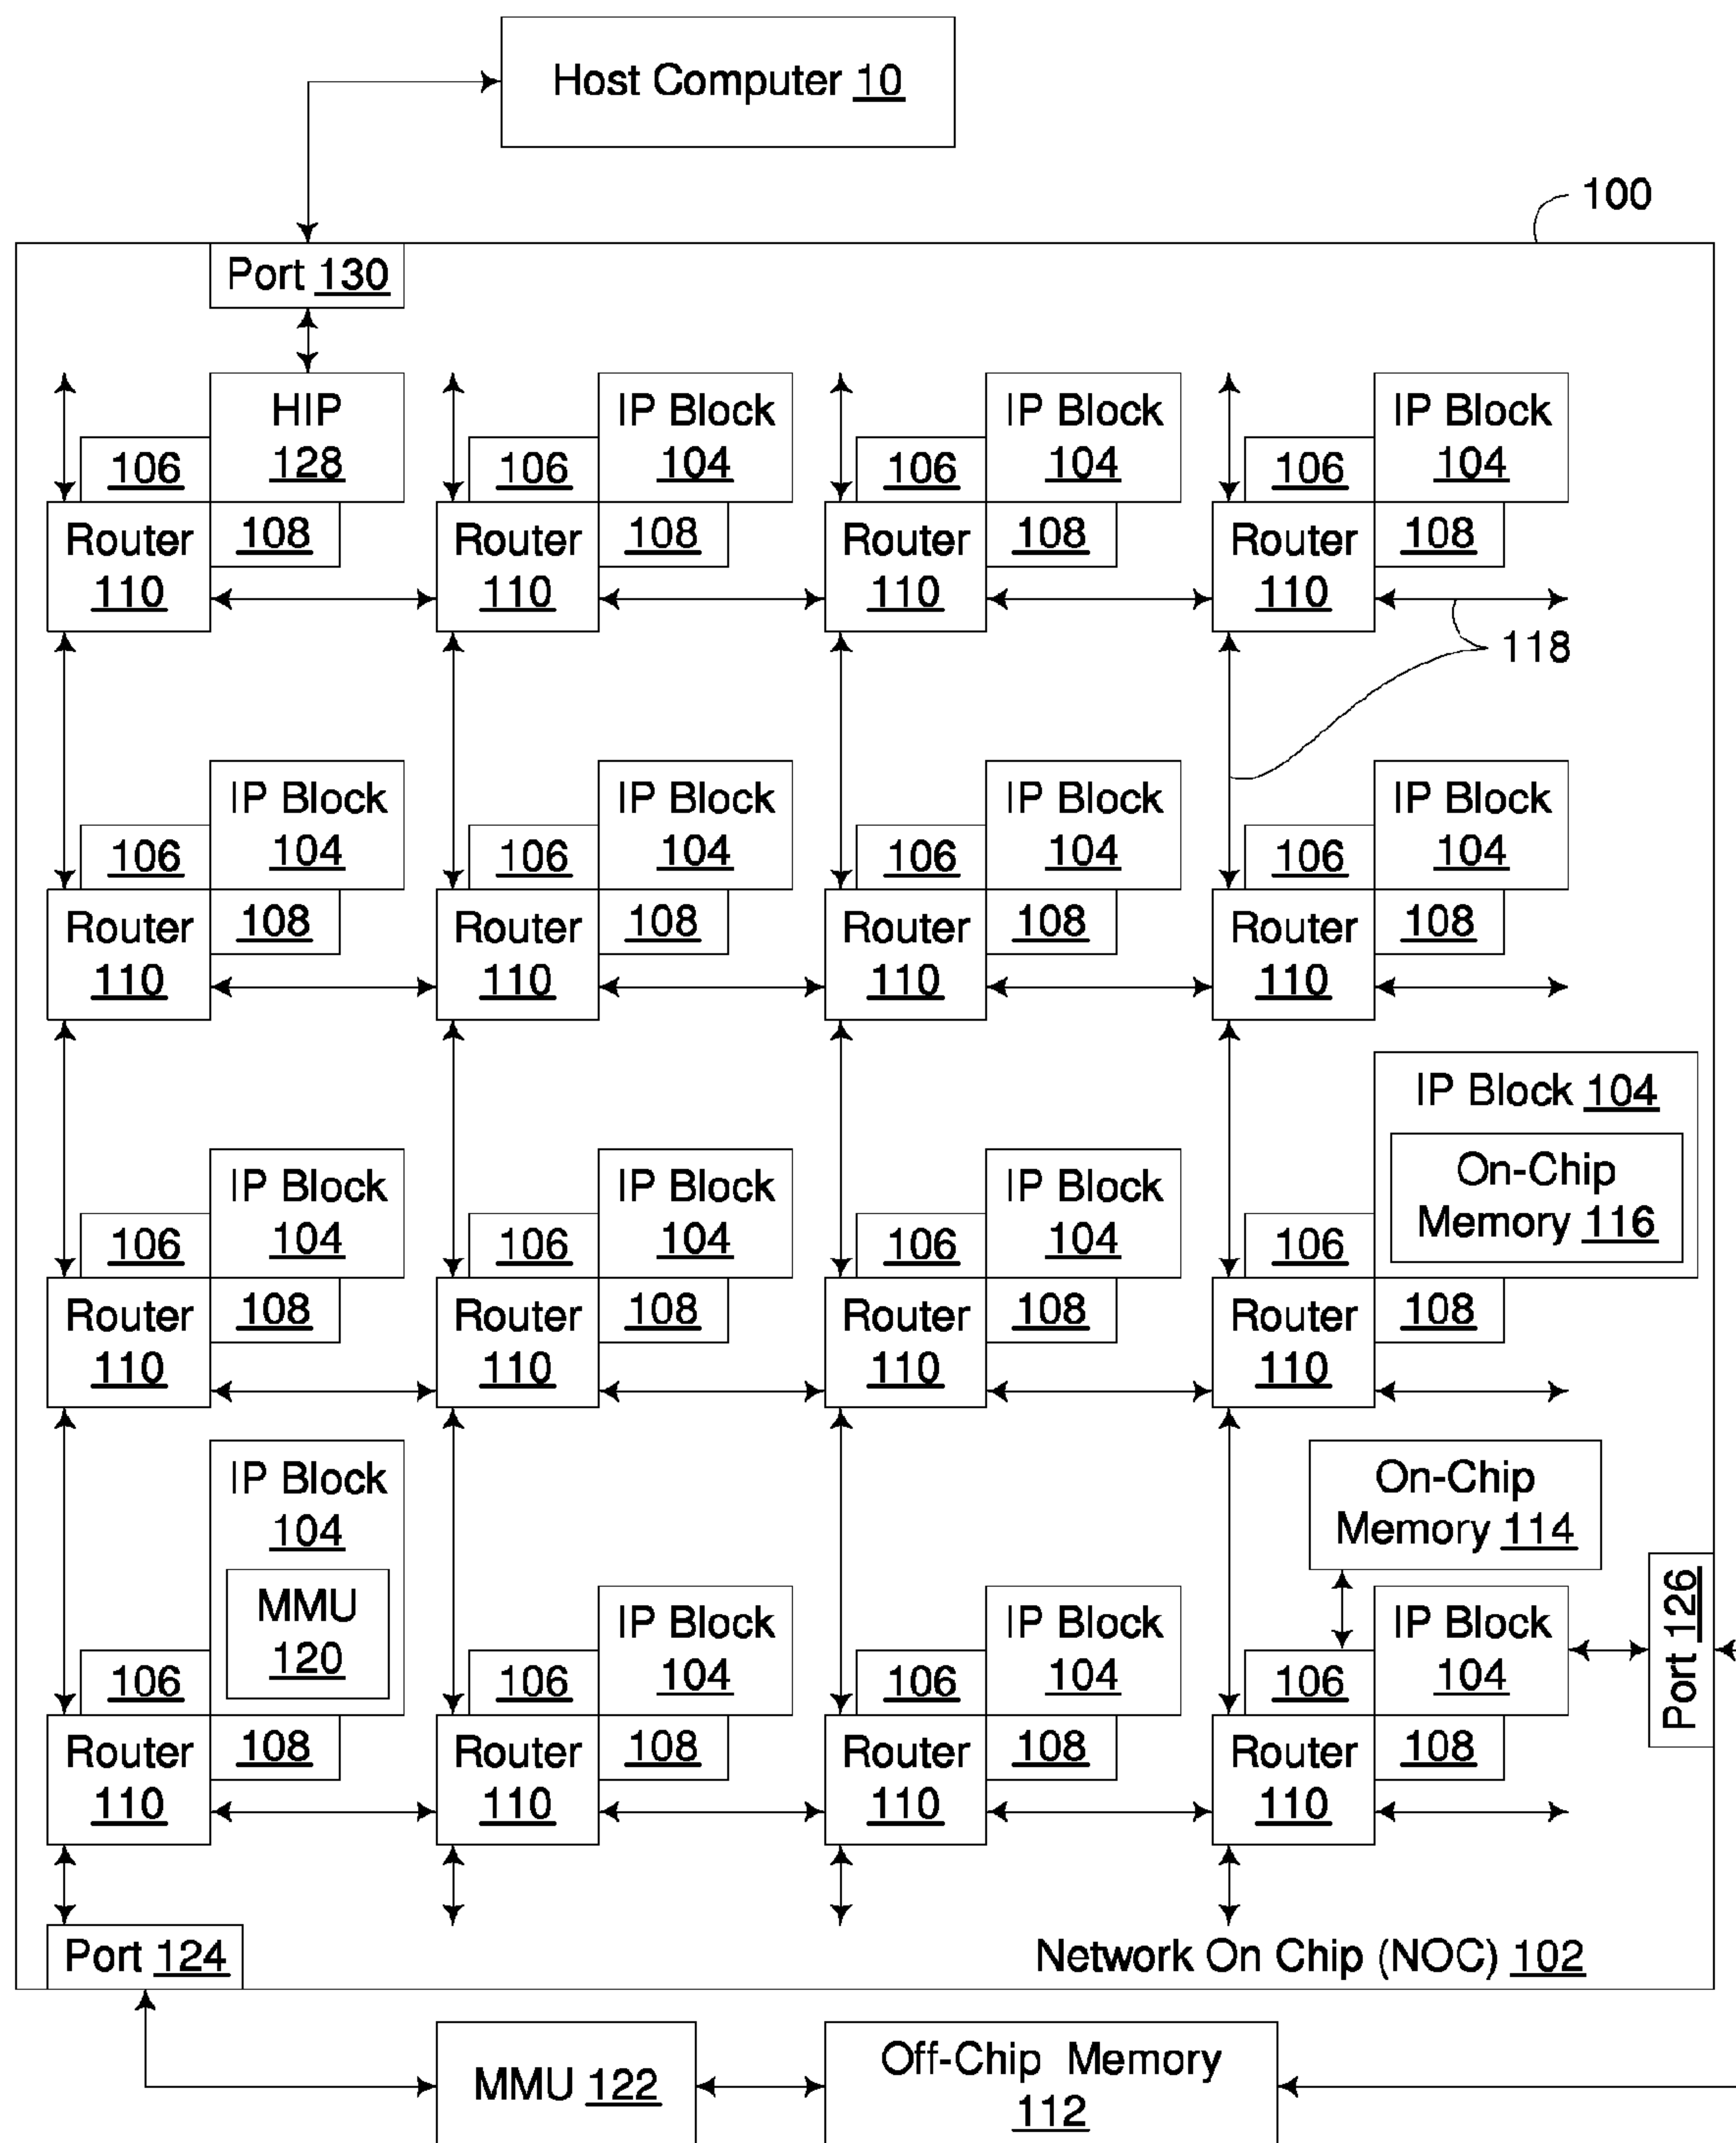 Host Computer 10
100
Port 130
HIP
128
106
Router
110
108
IP Block
104
106
Router
110
108
IP Block
104
106
Router
110
108
IP Block
104
106
Router
110
108
118
IP Block
104
106
Router
110
108
IP Block
104
106
Router
110
108
IP Block
104
106
Router
110
108
IP Block
104
106
Router
110
108
IP Block
104
106
Router
110
108
IP Block
104
106
Router
110
108
IP Block
104
106
Router
110
108
IP Block 104
On-Chip
Memory 116
106
Router
110
108
IP Block
104
MMU
120
106
Router
110
108
IP Block
104
106
Router
110
108
IP Block
104
106
Router
110
108
On-Chip
Memory 114
IP Block
104
106
Router
110
108
Port 126
Port 124
Network On Chip (NOC) 102
MMU 122
Off-Chip Memory
112